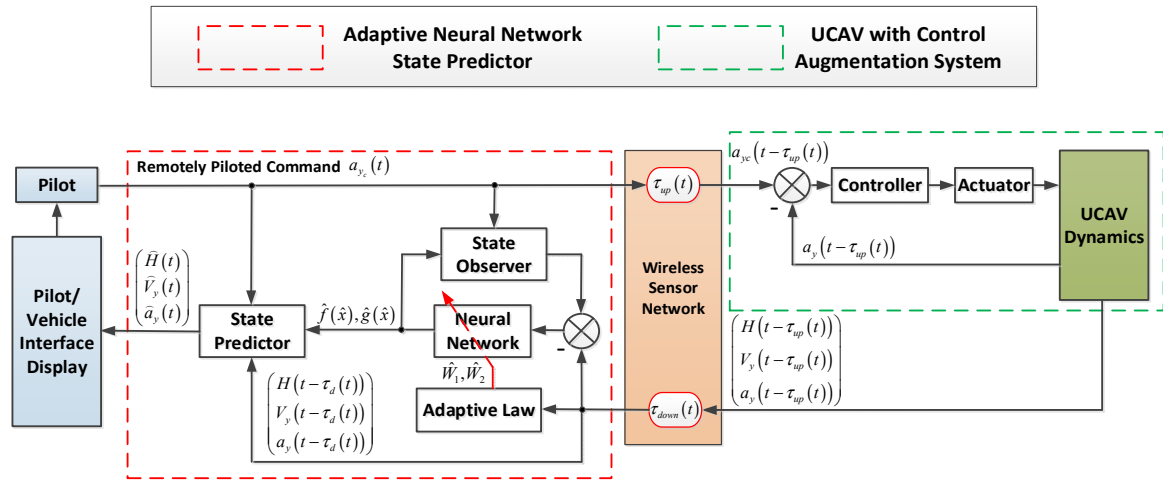 Adaptive Neural Network
State Predictor
UCAV with Control
Augmentation System
Remotely Piloted Command a_{y_c}(t)
Pilot
Pilot/
Vehicle
Interface
Display
(Ĥ(t)
V̂_y(t)
â_y(t))
State
Predictor
f̂(x̂), ĝ(x̂)
State
Observer
Neural
Network
-
Ŵ_1, Ŵ_2
Adaptive Law
(H(t-τ_d(t))
V_y(t-τ_d(t))
a_y(t-τ_d(t)))
τ_{up}(t)
Wireless
Sensor
Network
τ_{down}(t)
a_{yc}(t-τ_{up}(t))
-
Controller
Actuator
UCAV
Dynamics
a_y(t-τ_{up}(t))
(H(t-τ_{up}(t))
V_y(t-τ_{up}(t))
a_y(t-τ_{up}(t)))